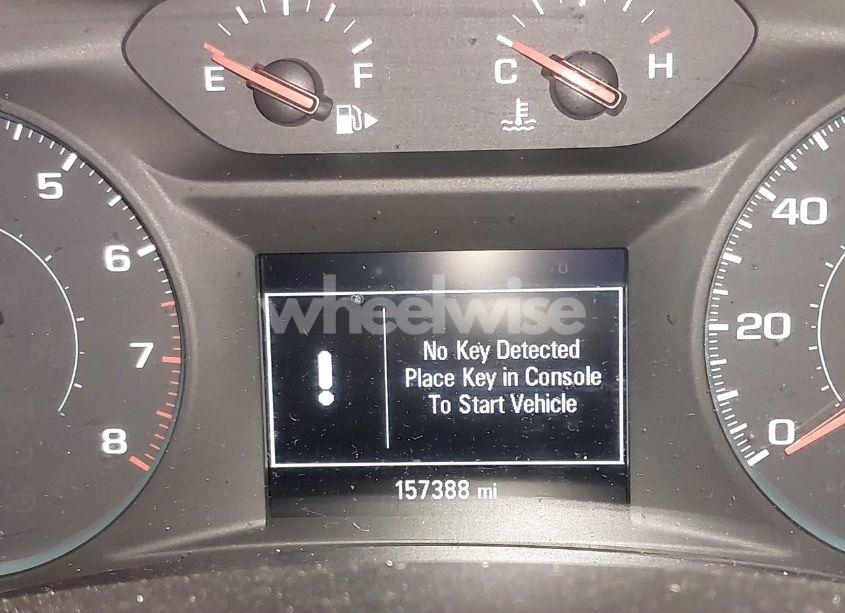 E F
C H
5
6
7
8
40
20
0
wheelwise
No Key Detected
Place Key in Console
To Start Vehicle
157388 mi